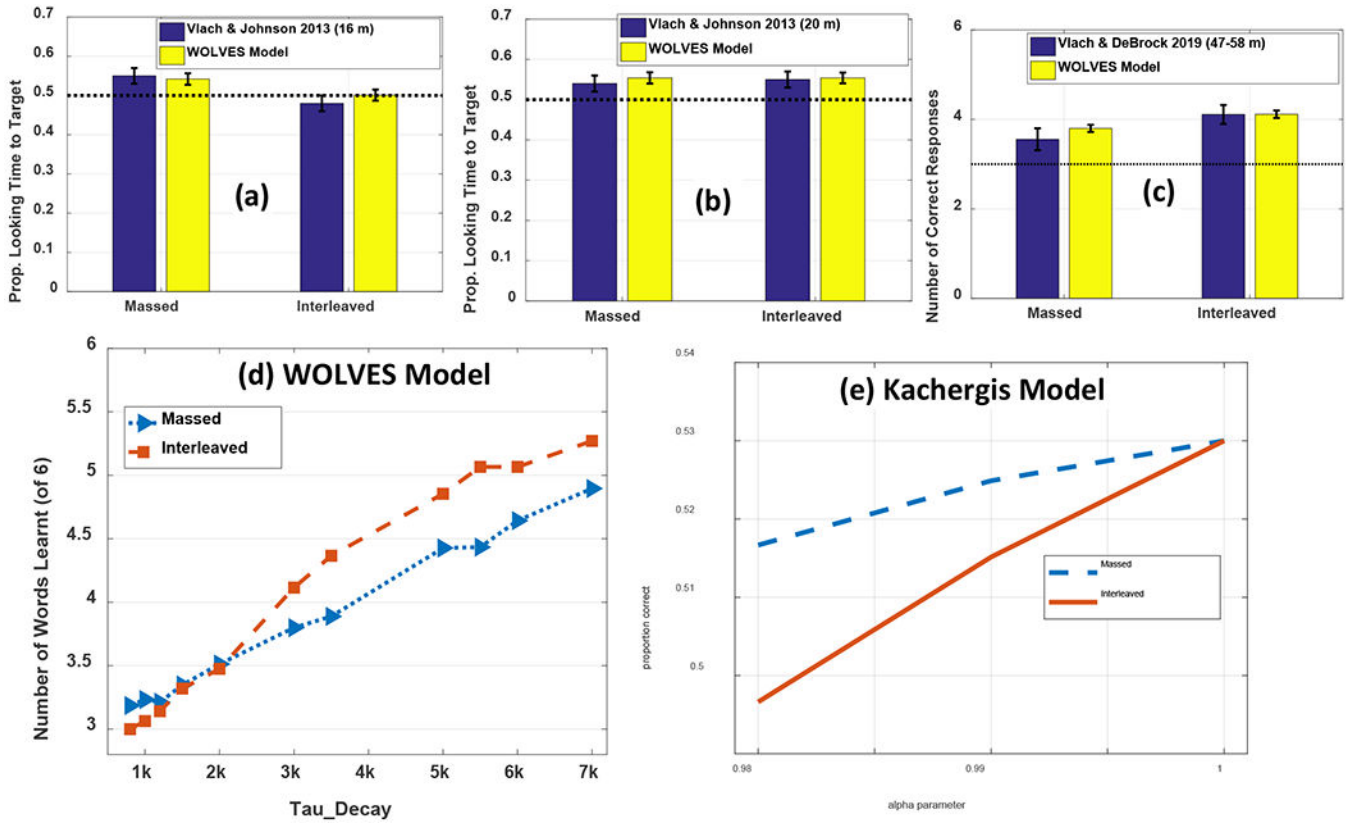 0.7
0.6
0.5
0.4
0.3
0.2
0.1
0
Prop. Looking Time to Target
Vlach & Johnson 2013 (16 m)
WOLVES Model
(a)
Massed
Interleaved
0.7
0.6
0.5
0.4
0.3
0.2
0.1
0
Prop. Looking Time to Target
Vlach & Johnson 2013 (20 m)
WOLVES Model
(b)
Massed
Interleaved
6
4
2
0
Number of Correct Responses
Vlach & DeBrock 2019 (47-58 m)
WOLVES Model
(c)
Massed
Interleaved
6
5.5
5
4.5
4
3.5
3
Number of Words Learnt (of 6)
(d) WOLVES Model
Massed
Interleaved
1k 2k 3k 4k 5k 6k 7k
Tau_Decay
0.54
0.53
0.52
0.51
0.5
proportion correct
(e) Kachergis Model
Massed
Interleaved
0.98 0.99 1
alpha parameter